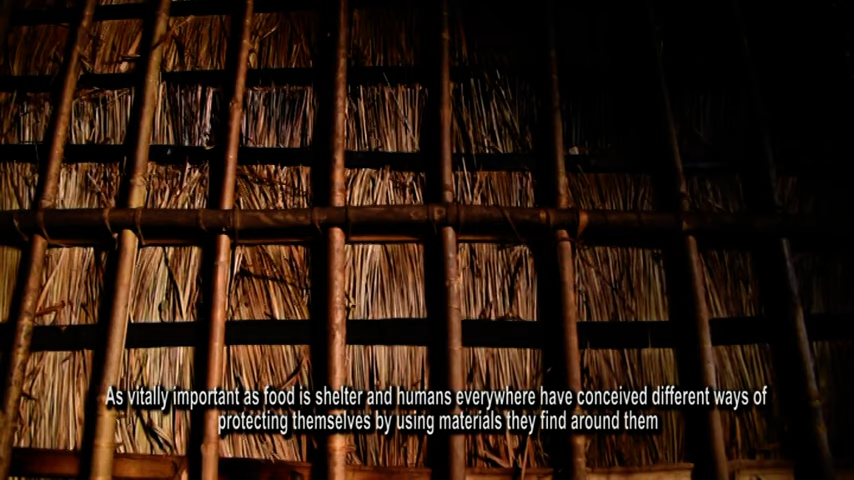 As vitally important as food is shelter and humans everywhere have conceived different ways of
protecting themselves by using materials they find around them